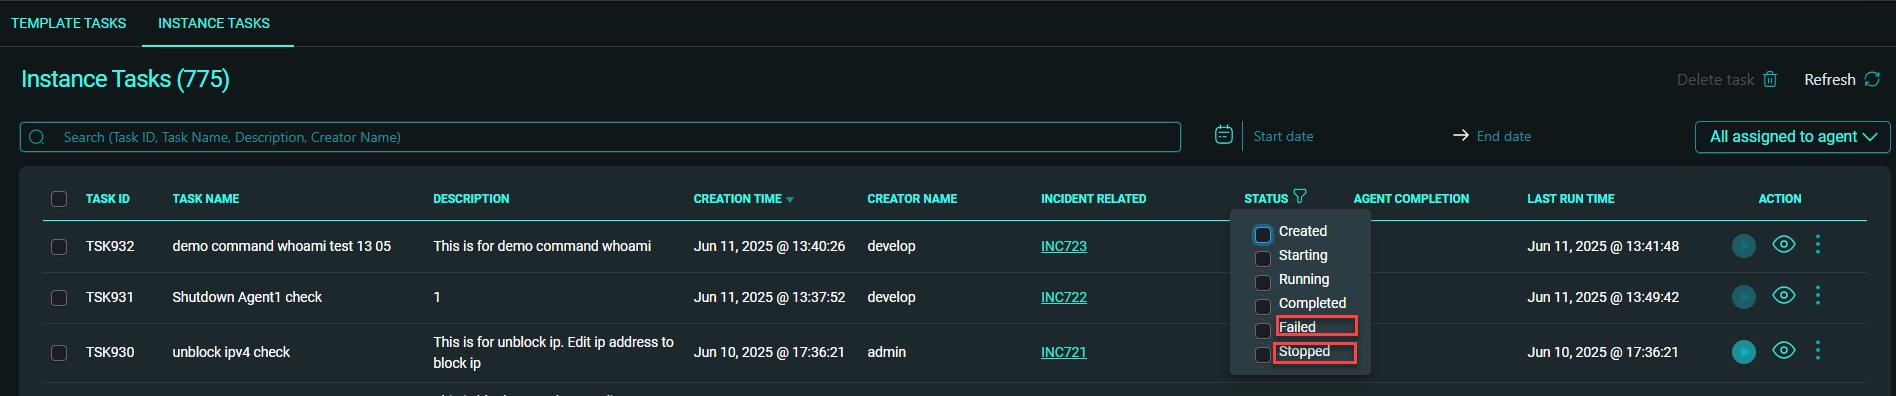 TEMPLATE TASKS INSTANCE TASKS
Instance Tasks (775)
Delete task Refresh
Search (Task ID, Task Name, Description, Creator Name)
Start date End date
All assigned to agent
TASK ID TASK NAME DESCRIPTION CREATION TIME CREATOR NAME INCIDENT RELATED STATUS AGENT COMPLETION LAST RUN TIME ACTION
Created
Starting
Running
Completed
Failed
Stopped
TSK932 demo command whoami test 13 05 This is for demo command whoami Jun 11, 2025 @ 13:40:26 develop INC723 Jun 11, 2025 @ 13:41:48
TSK931 Shutdown Agent1 check 1 Jun 11, 2025 @ 13:37:52 develop INC722 Jun 11, 2025 @ 13:49:42
TSK930 unblock ipv4 check This is for unblock ip. Edit ip address to
block ip Jun 10, 2025 @ 17:36:21 admin INC721 Jun 10, 2025 @ 17:36:21